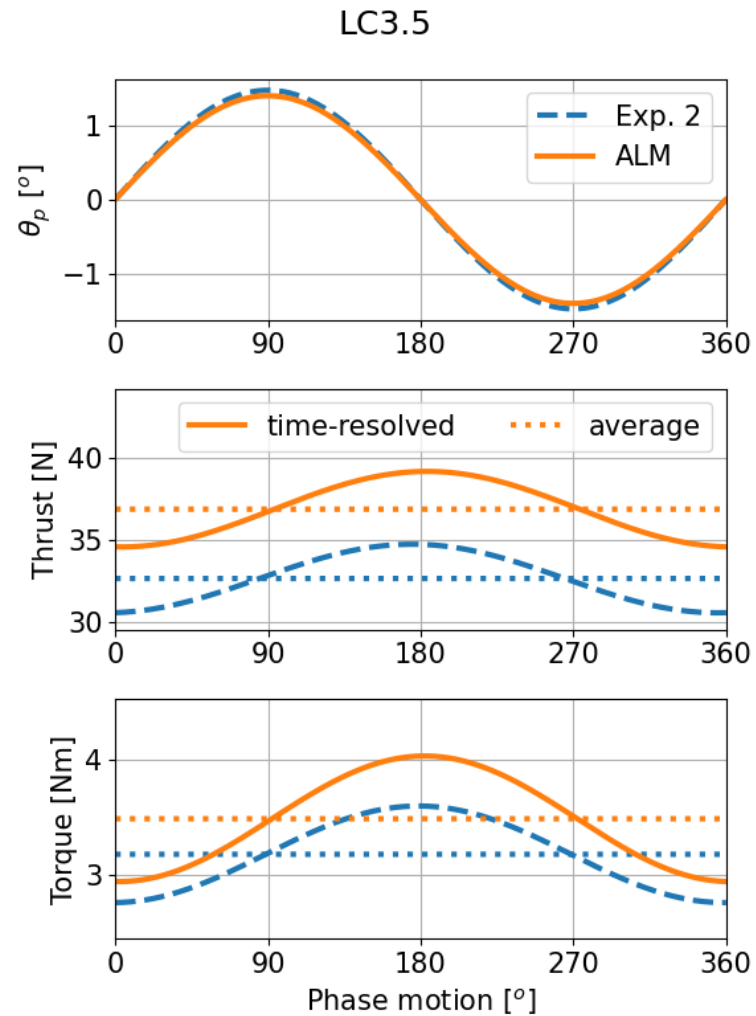 LC3.5
θp [o]
1
0
−1
Exp. 2
ALM
0 90 180 270 360
Thrust [N]
40
35
30
time-resolved average
0 90 180 270 360
Torque [Nm]
4
3
0 90 180 270 360
Phase motion [o]